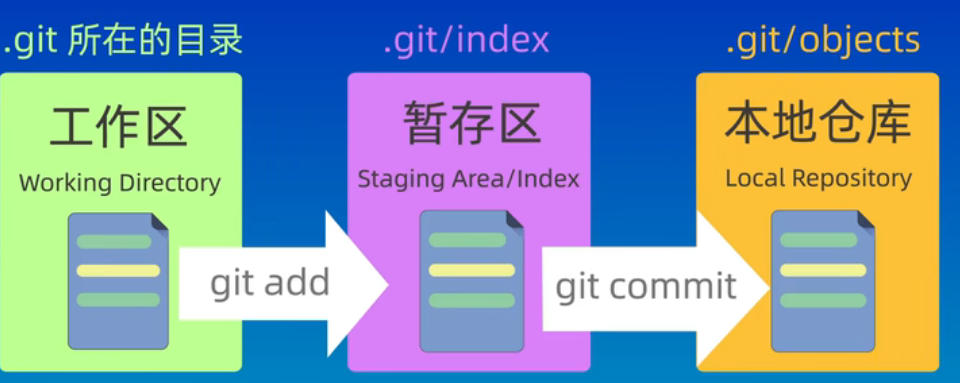 .git 所在的目录
.git/index
.git/objects
工作区
暂存区
本地仓库
Working Directory
Staging Area/Index
Local Repository
git add
git commit